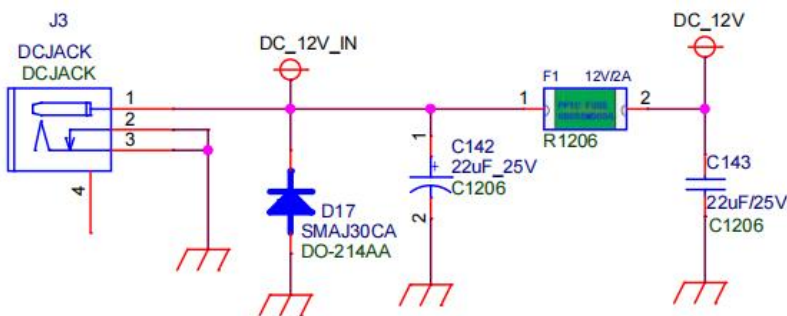 J3
DCJACK
DCJACK
1
2
3
4
DC_12V_IN
D17
SMAJ30CA
DO-214AA
1
+
C142
22uF_25V
C1206
2
F1 12V/2A
1
2
R1206
DC_12V
C143
22uF/25V
C1206